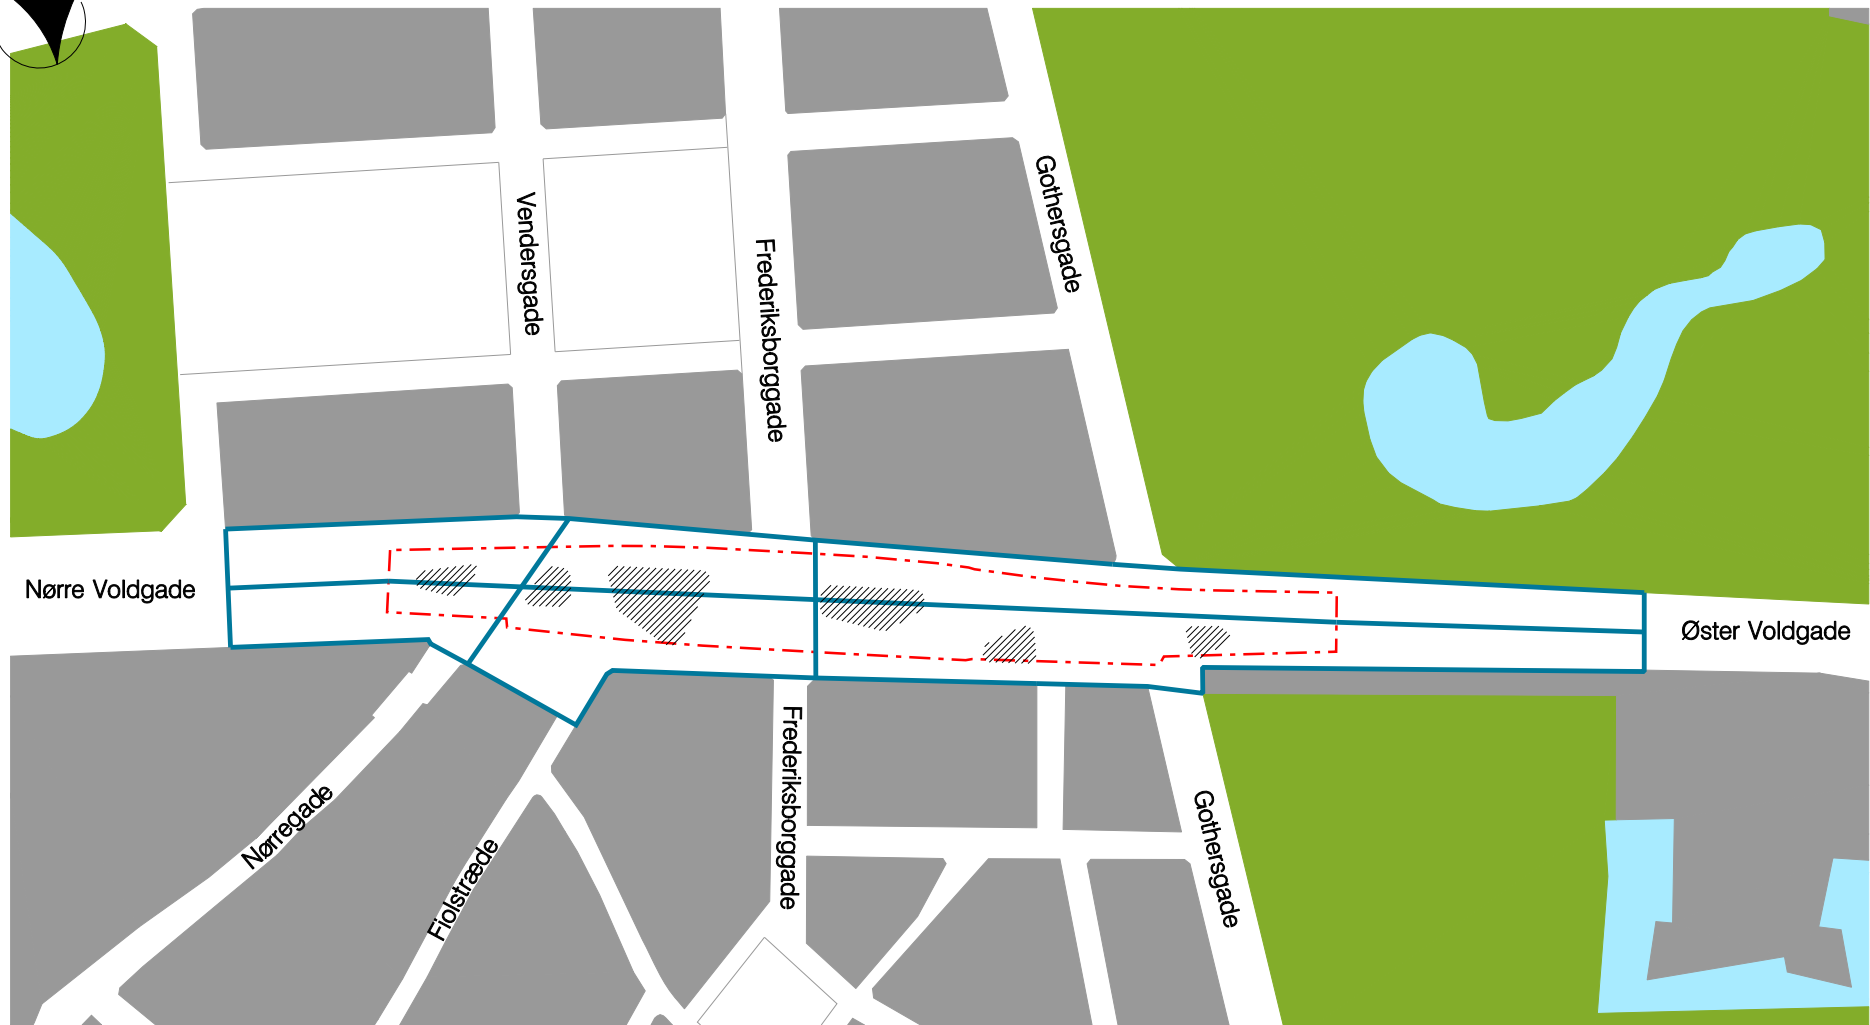 Gothersgade
Vendersgade
Frederiksborggade
Nørre Voldgade
Øster Voldgade
Frederiksborggade
Nørregade
Gothersgade
Fiolstræde